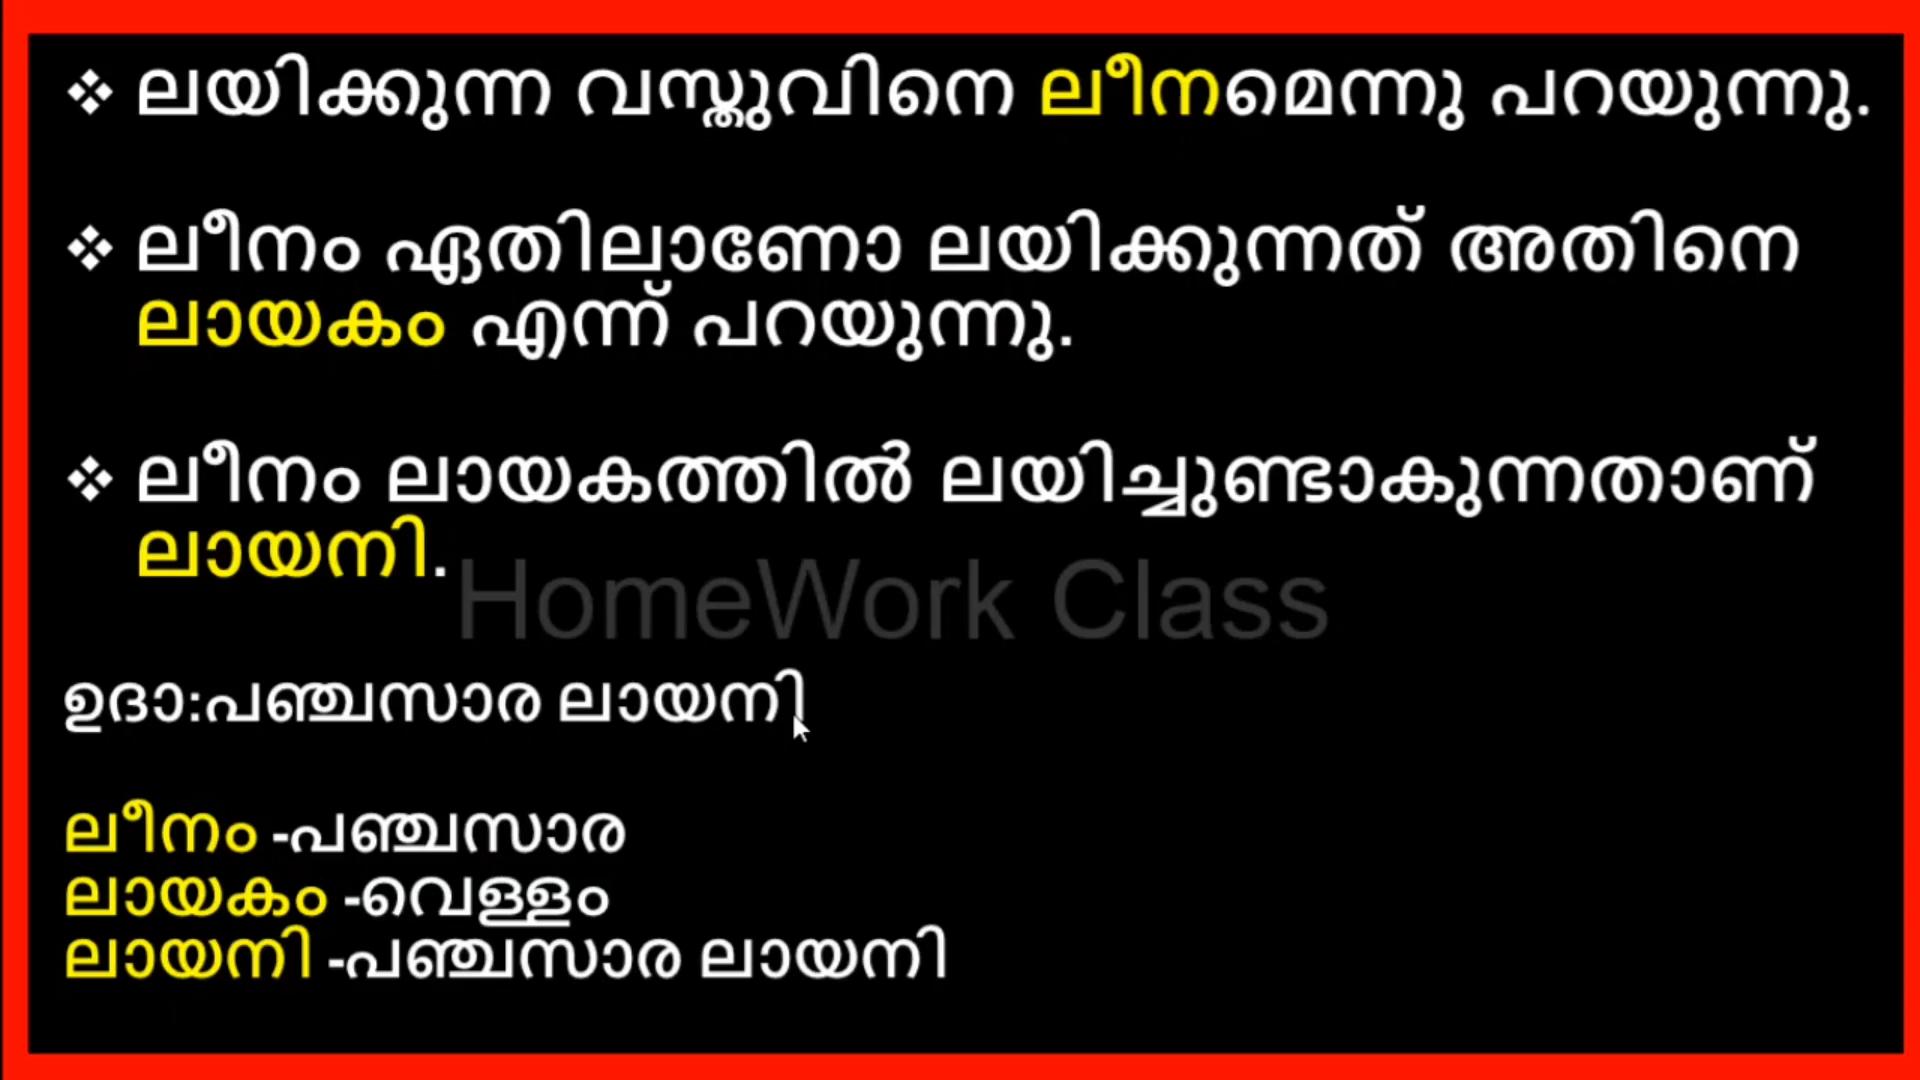 ❖ ലയിക്കുന്ന വസ്തുവിനെ ലീനമെന്നു പറയുന്നു.
❖ ലീനം ഏതിലാണോ ലയിക്കുന്നത് അതിനെ
ലായകം എന്ന് പറയുന്നു.
❖ ലീനം ലായകത്തിൽ ലയിച്ചുണ്ടാകുന്നതാണ്
ലായനി.
HomeWork Class
ഉദാ:പഞ്ചസാര ലായനി
ലീനം -പഞ്ചസാര
ലായകം -വെള്ളം
ലായനി -പഞ്ചസാര ലായനി